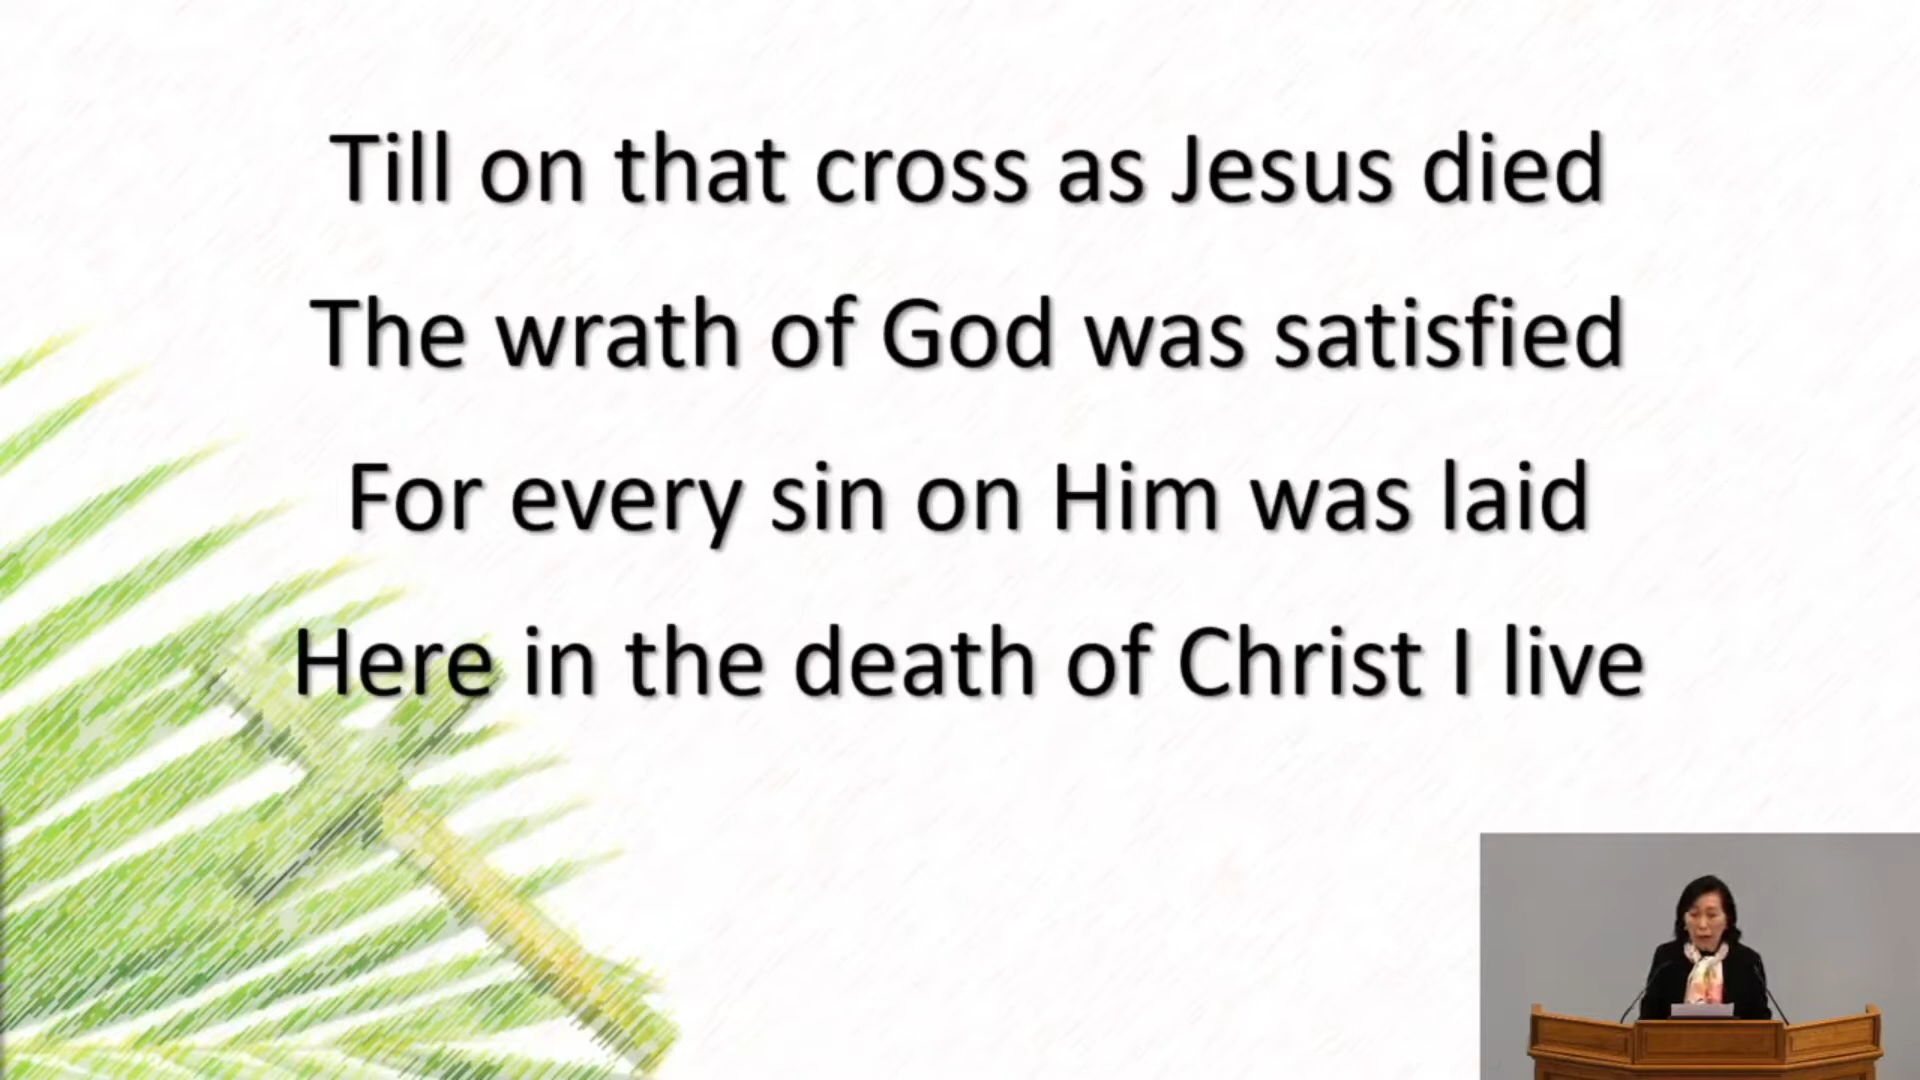 Till on that cross as Jesus died
The wrath of God was satisfied
For every sin on Him was laid
Here in the death of Christ I live